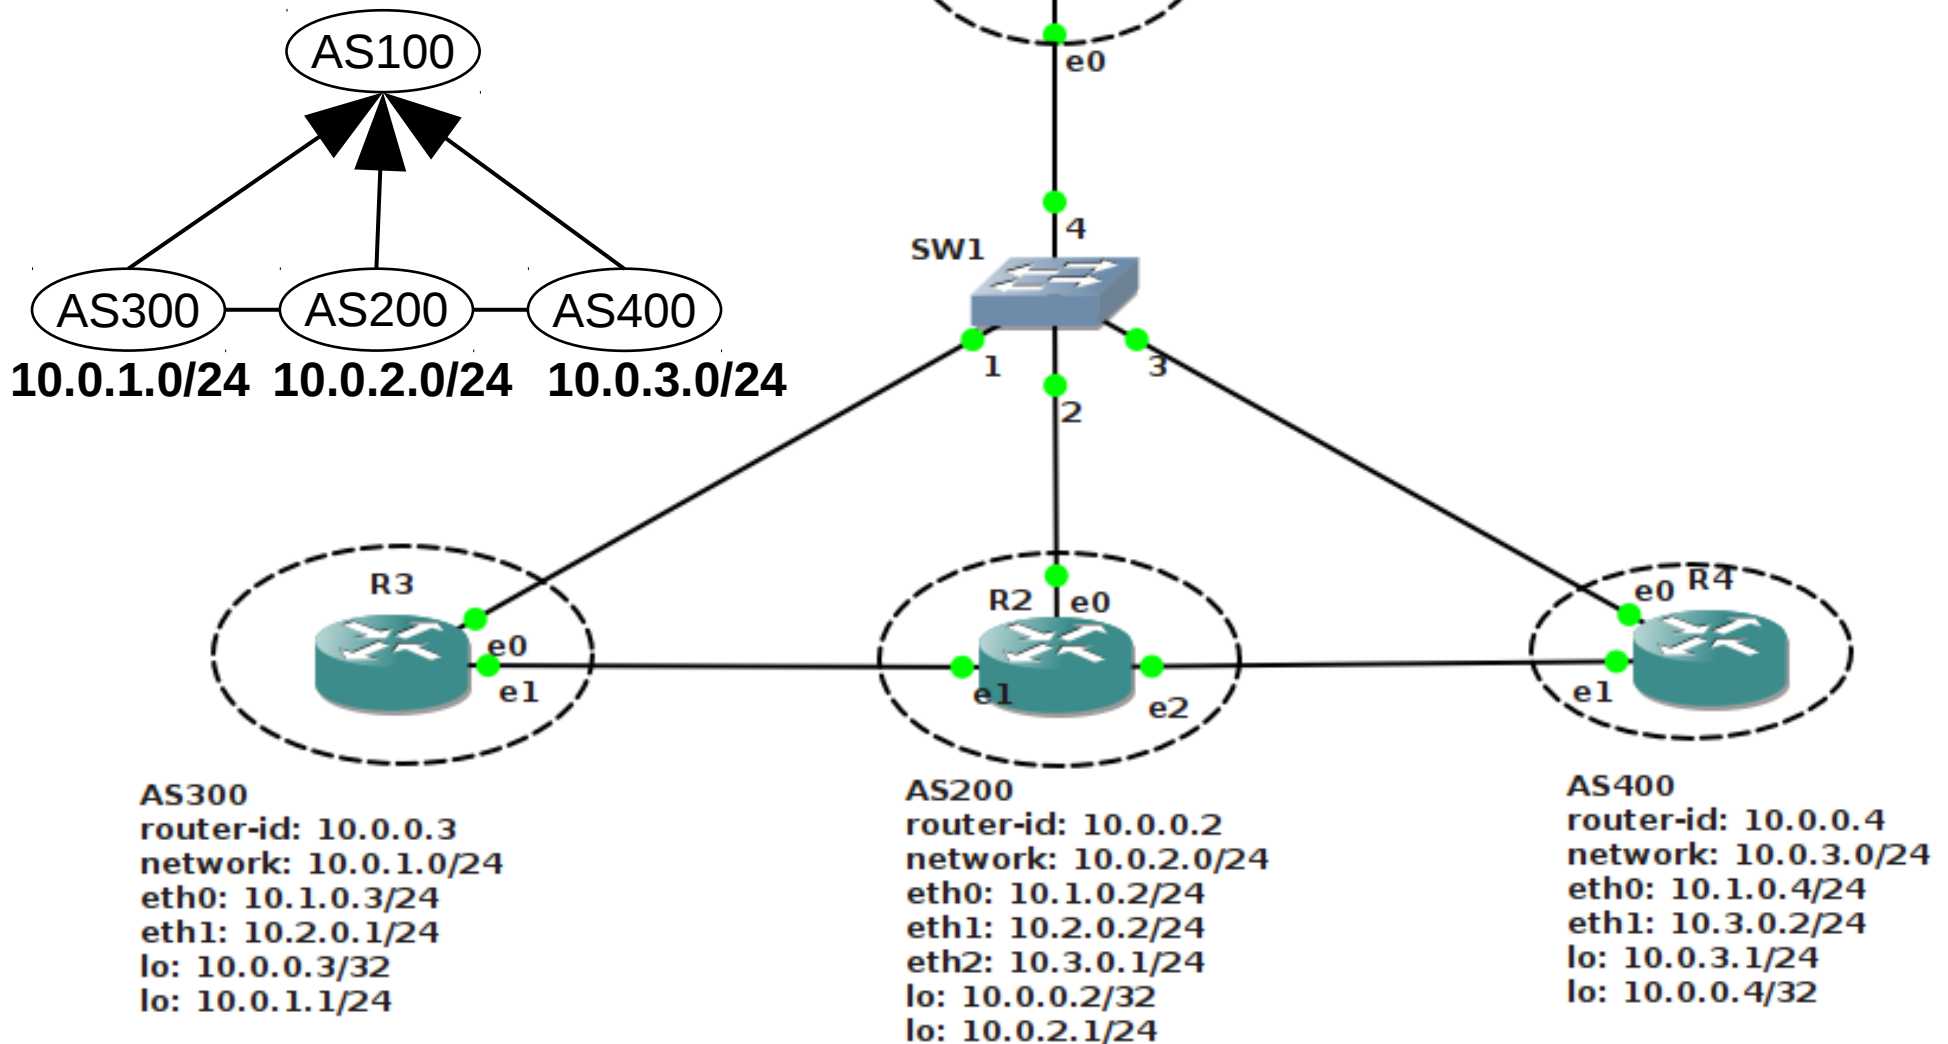 AS100
AS300
AS200
AS400
10.0.1.0/24
10.0.2.0/24
10.0.3.0/24
e0
4
SW1
1
2
3
R3
e0
e1
R2
e0
e1
e2
R4
e0
e1
AS300
router-id: 10.0.0.3
network: 10.0.1.0/24
eth0: 10.1.0.3/24
eth1: 10.2.0.1/24
lo: 10.0.0.3/32
lo: 10.0.1.1/24
AS200
router-id: 10.0.0.2
network: 10.0.2.0/24
eth0: 10.1.0.2/24
eth1: 10.2.0.2/24
eth2: 10.3.0.1/24
lo: 10.0.0.2/32
lo: 10.0.2.1/24
AS400
router-id: 10.0.0.4
network: 10.0.3.0/24
eth0: 10.1.0.4/24
eth1: 10.3.0.2/24
lo: 10.0.3.1/24
lo: 10.0.0.4/32